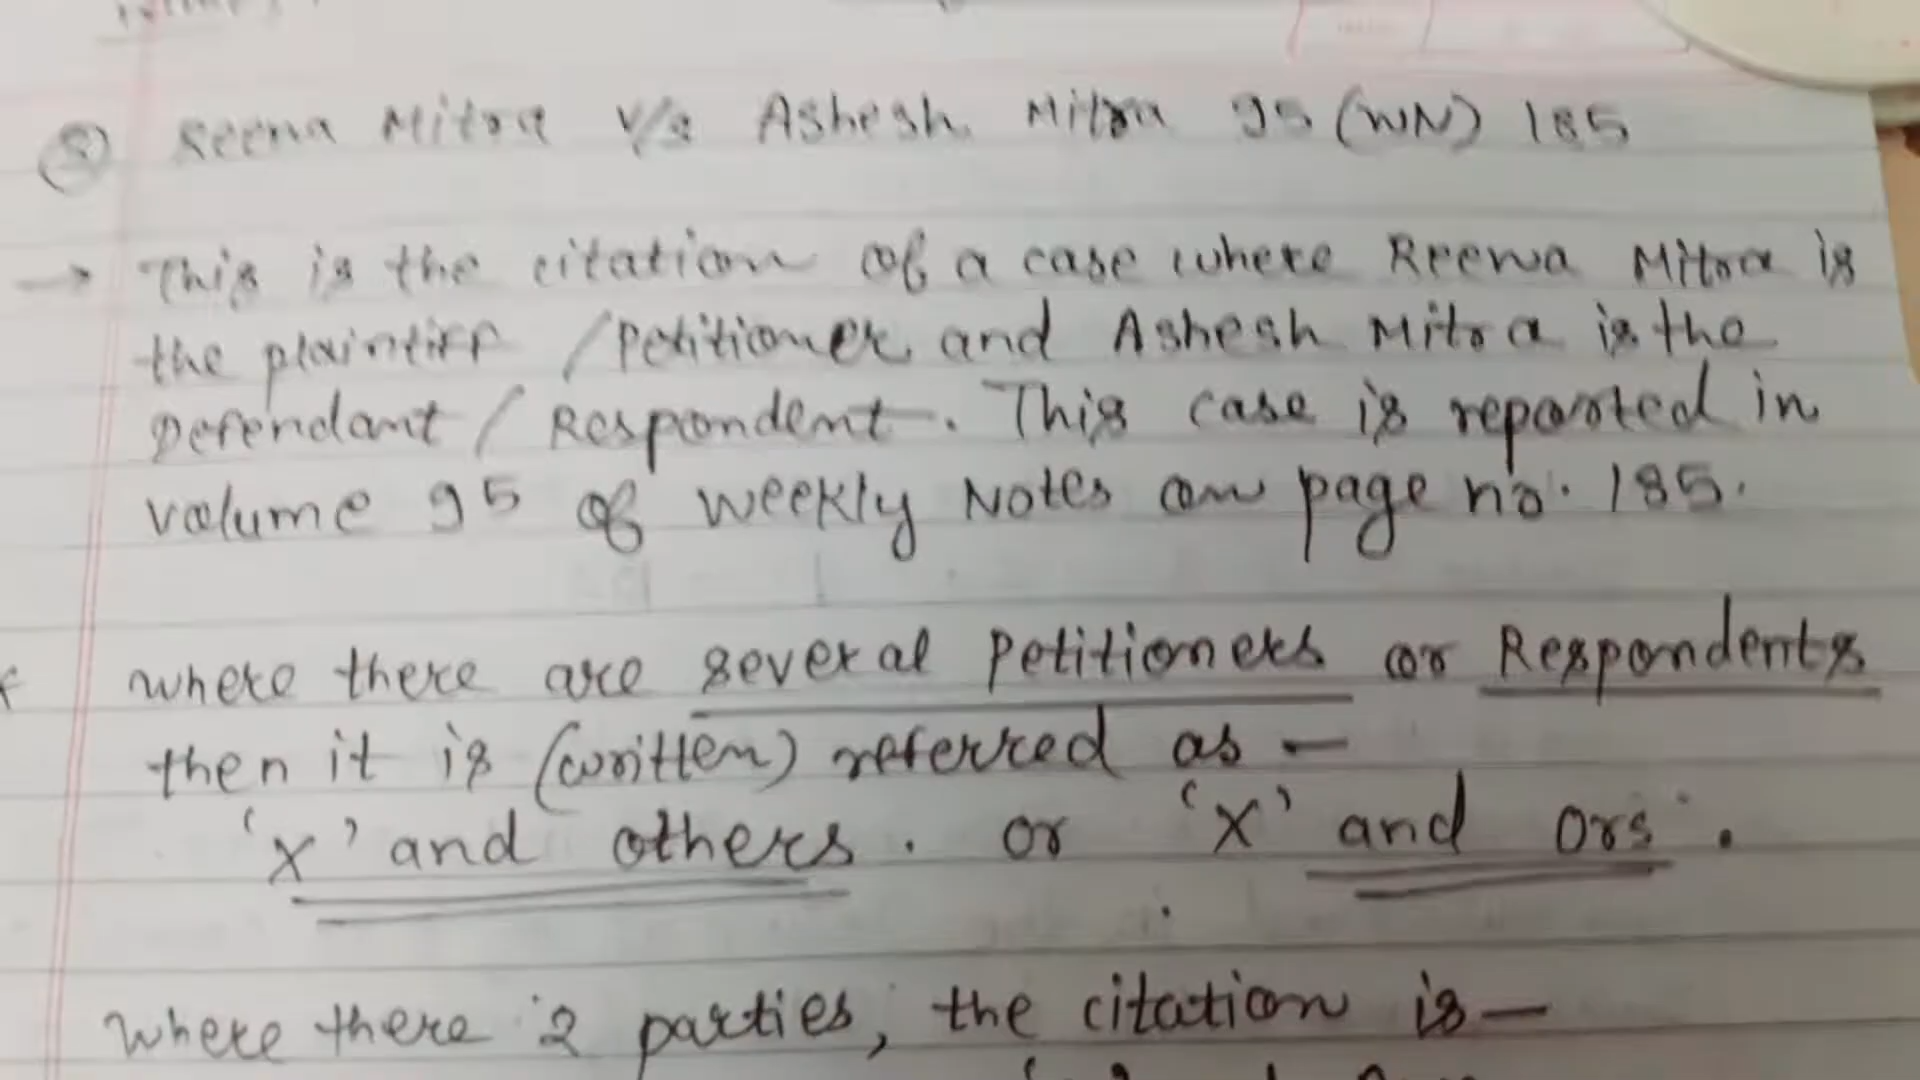 ⑤ Reena Mitra V/s Ashesh Mitra 95 (WN) 185
→ This is the citation of a case where Reena Mitra is
the plaintiff / Petitioner and Ashesh Mitra is the
Defendant / Respondent. This case is reported in
volume 95 of Weekly Notes on page no. 185.
where there are several Petitioners or Respondents
then it is (written) referred as —
'X' and others. or 'X' and Ors.
Where there 2 parties, the citation is —